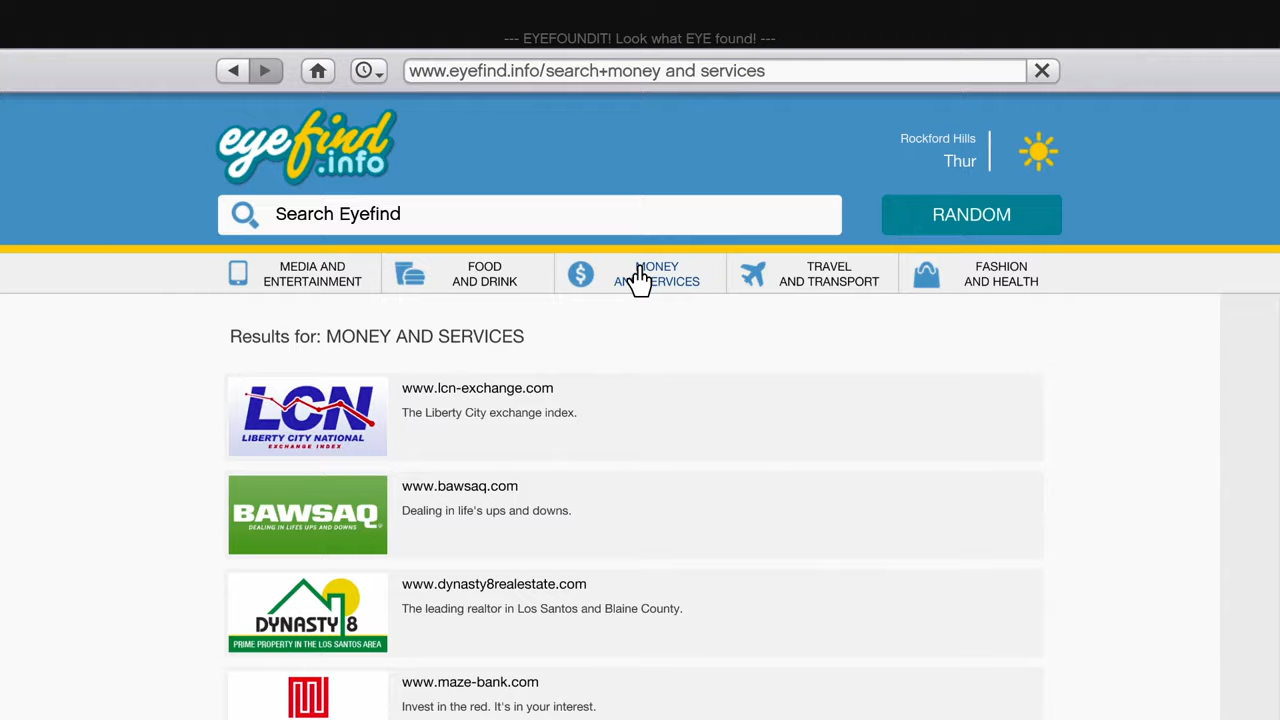 --- EYEFOUNDIT! Look what EYE found! ---
www.eyefind.info/search+money and services
eyefind
.info
Rockford Hills
Thur
Search Eyefind
RANDOM
MEDIA AND
ENTERTAINMENT
FOOD
AND DRINK
MONEY
AND SERVICES
TRAVEL
AND TRANSPORT
FASHION
AND HEALTH
Results for: MONEY AND SERVICES
LCN
LIBERTY CITY NATIONAL
EXCHANGE INDEX
www.lcn-exchange.com
The Liberty City exchange index.
BAWSAQ
DEALING IN LIFE'S UPS AND DOWNS
www.bawsaq.com
Dealing in life's ups and downs.
DYNASTY 8
PRIME PROPERTY IN THE LOS SANTOS AREA
www.dynasty8realestate.com
The leading realtor in Los Santos and Blaine County.
www.maze-bank.com
Invest in the red. It's in your interest.